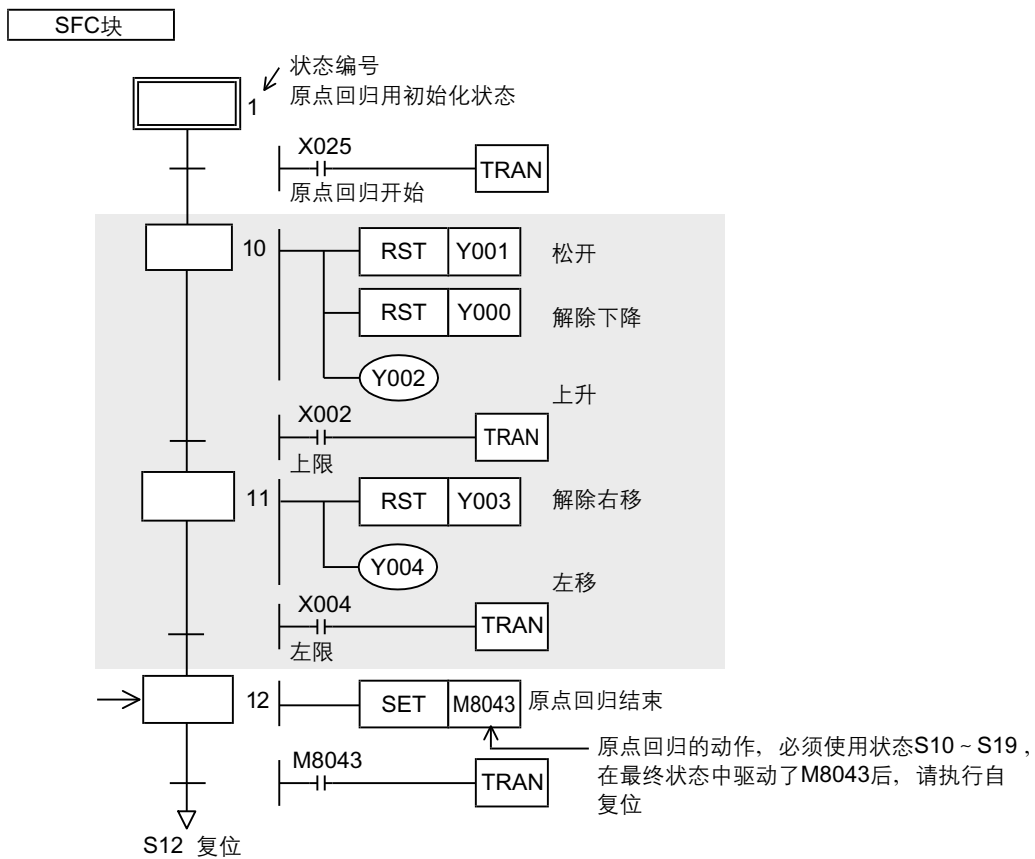 SFC块
状态编号
原点回归用初始化状态
1
X025
TRAN
原点回归开始
10
RST Y001 松开
RST Y000 解除下降
Y002
上升
X002
TRAN
上限
11
RST Y003 解除右移
Y004
左移
X004
TRAN
左限
12
SET M8043 原点回归结束
原点回归的动作，必须使用状态S10～S19，
在最终状态中驱动了M8043后，请执行自
复位
M8043
TRAN
S12 复位